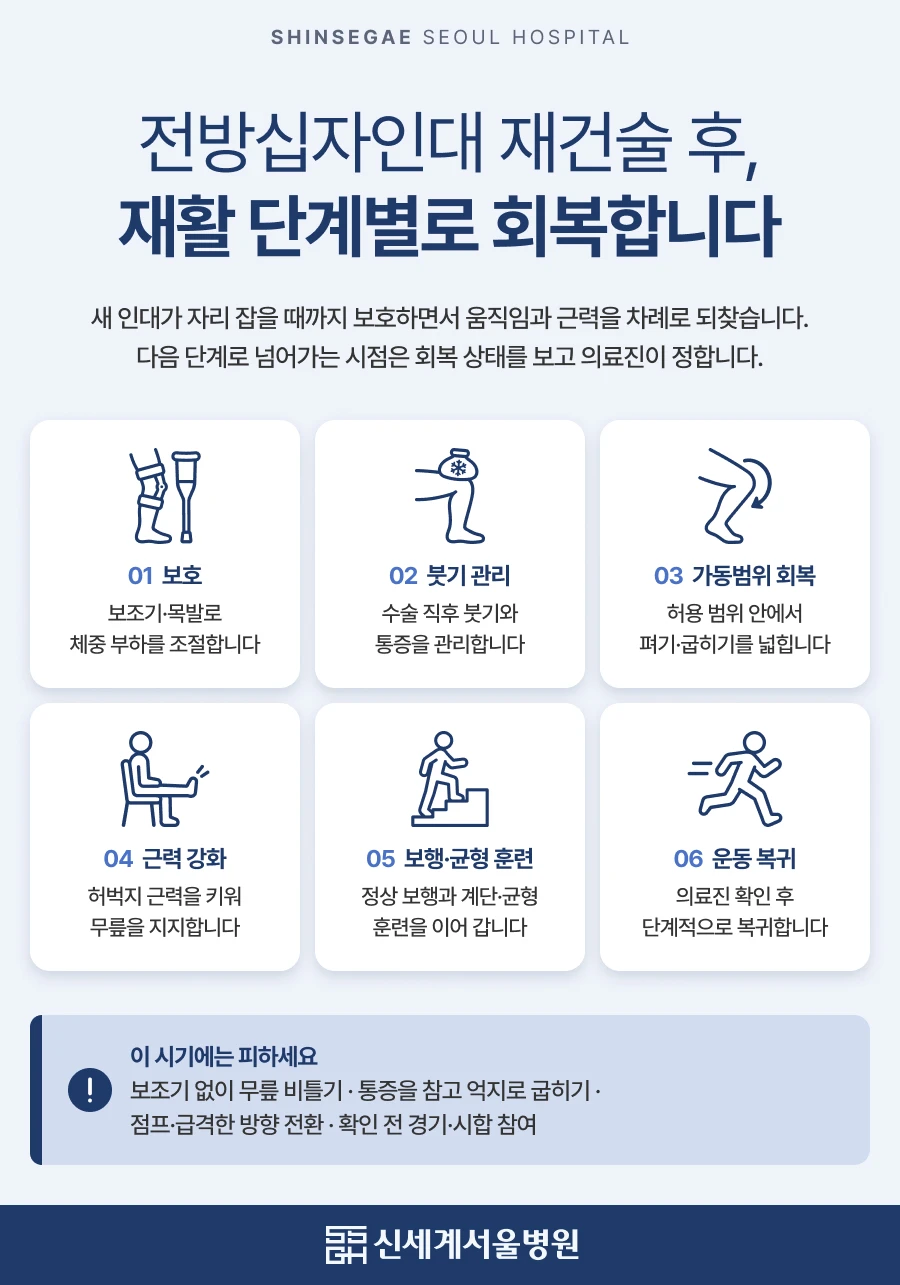 SHINSEGAE SEOUL HOSPITAL
전방십자인대 재건술 후,
재활 단계별로 회복합니다
새 인대가 자리 잡을 때까지 보호하면서 움직임과 근력을 차례로 되찾습니다.
다음 단계로 넘어가는 시점은 회복 상태를 보고 의료진이 정합니다.
01 보호
보조기·목발로
체중 부하를 조절합니다
02 붓기 관리
수술 직후 붓기와
통증을 관리합니다
03 가동범위 회복
허용 범위 안에서
펴기·굽히기를 넓힙니다
04 근력 강화
허벅지 근력을 키워
무릎을 지지합니다
05 보행·균형 훈련
정상 보행과 계단·균형
훈련을 이어 갑니다
06 운동 복귀
의료진 확인 후
단계적으로 복귀합니다
이 시기에는 피하세요
보조기 없이 무릎 비틀기 · 통증을 참고 억지로 굽히기 ·
점프·급격한 방향 전환 · 확인 전 경기·시합 참여
신세계서울병원